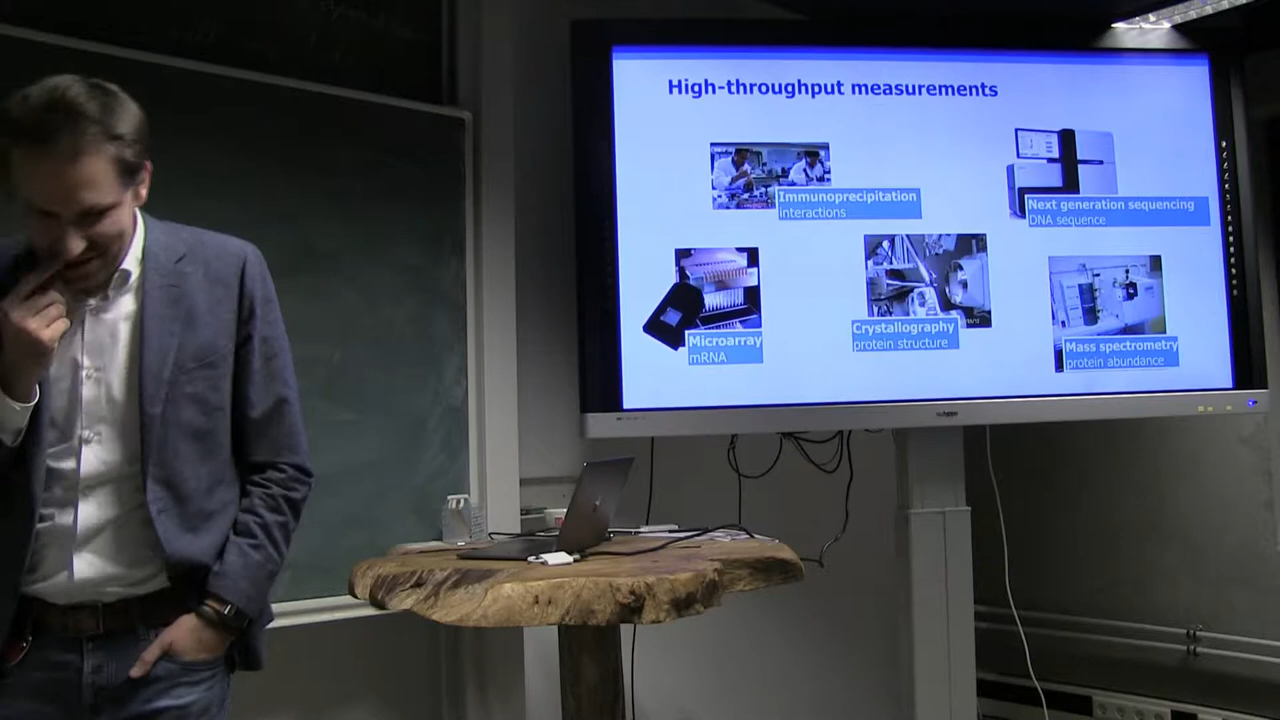 High-throughput measurements
Immunoprecipitation
interactions
Next generation sequencing
DNA sequence
Microarray
mRNA
Crystallography
protein structure
Mass spectrometry
protein abundance